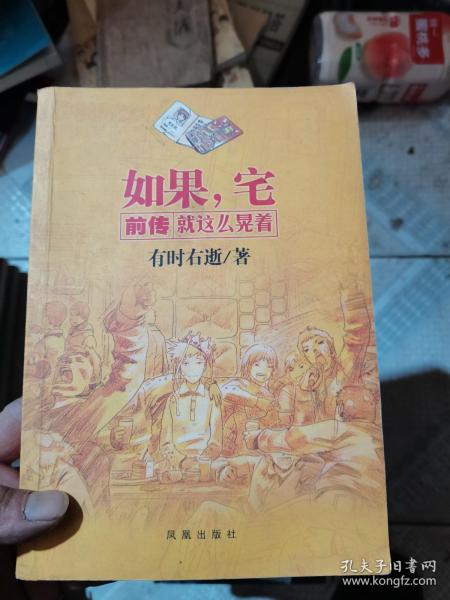 如果,宅
前传 就这么晃着
有时右逝/著
凤凰出版社
孔夫子旧书网
www.kongfz.com